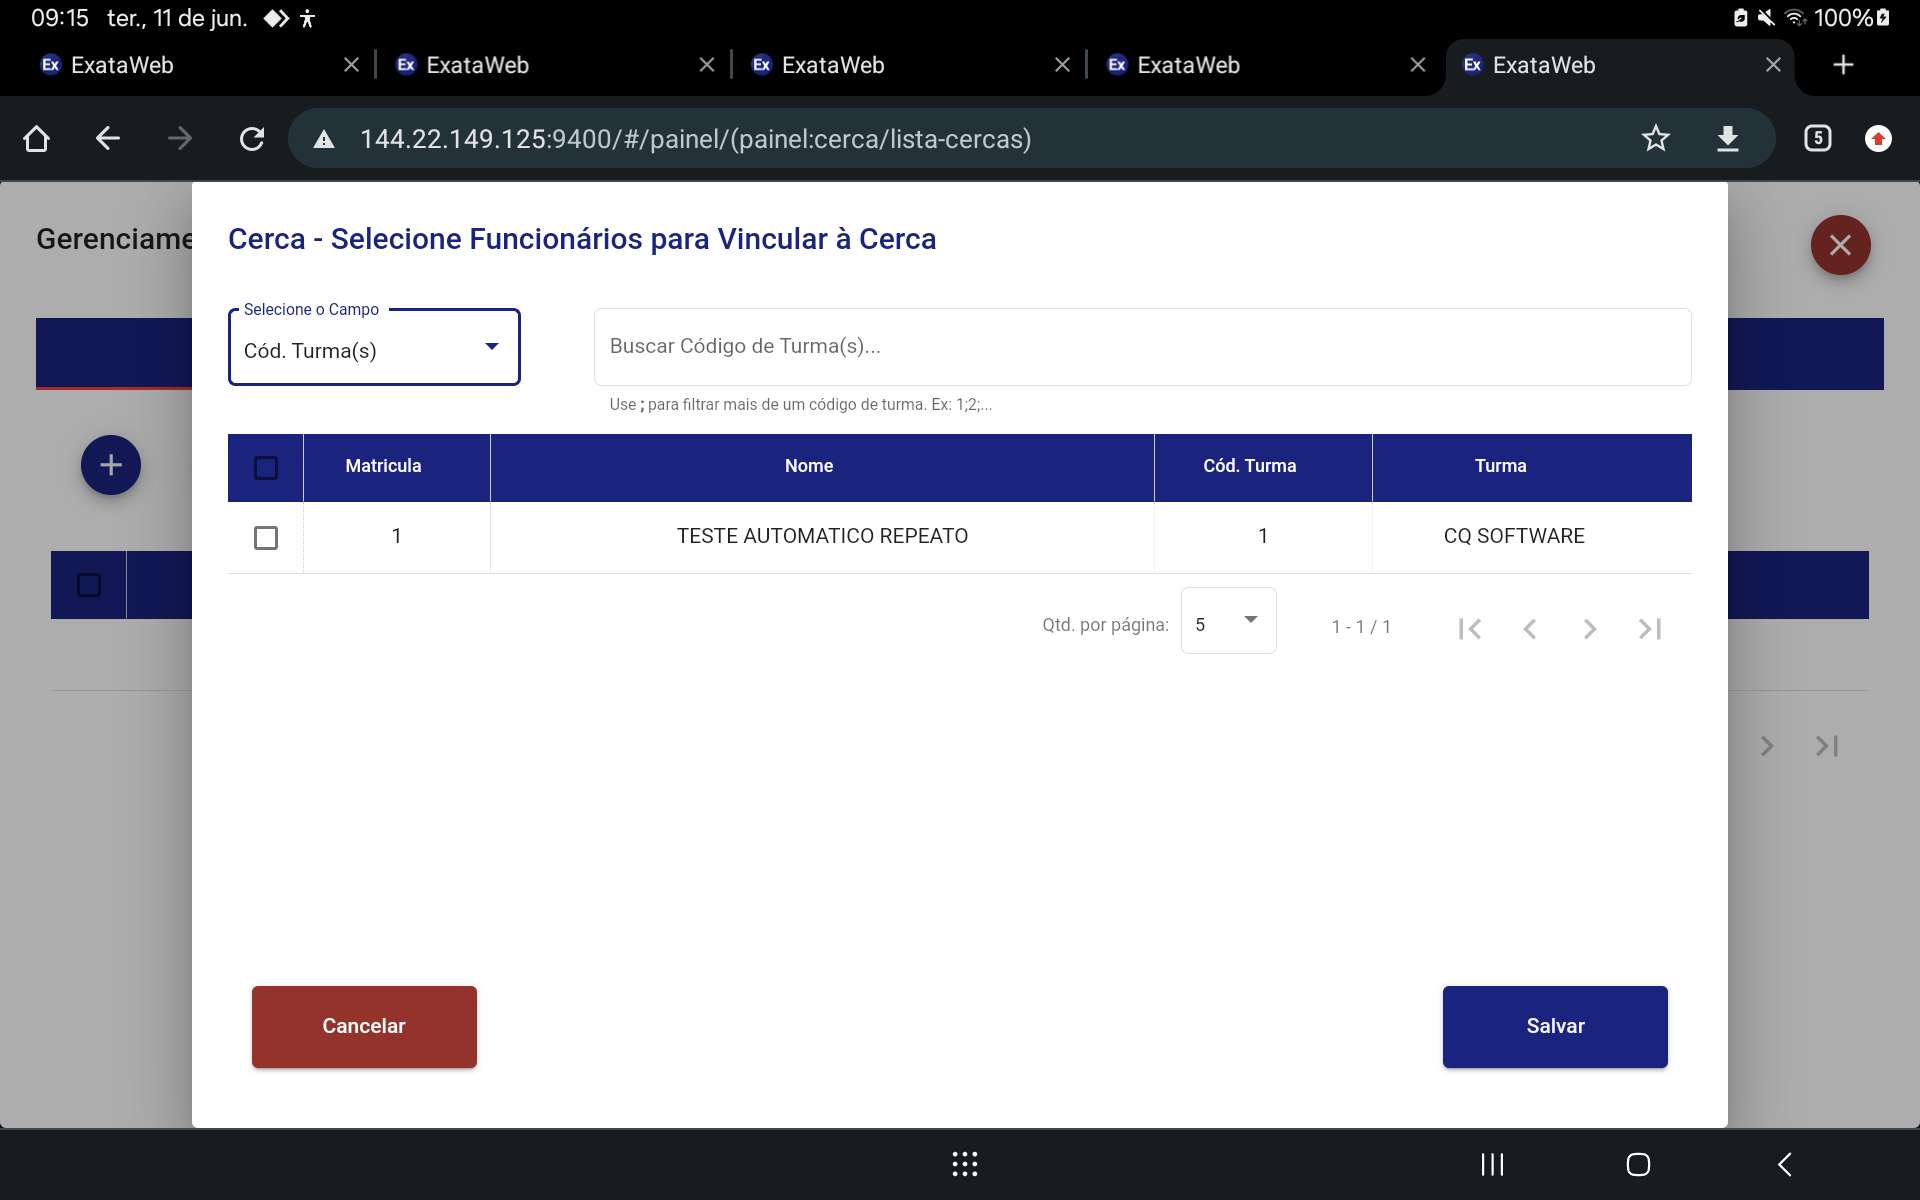 09:15 ter., 11 de jun. 100%
Ex ExataWeb Ex ExataWeb Ex ExataWeb Ex ExataWeb Ex ExataWeb
144.22.149.125:9400/#/painel/(painel:cerca/lista-cercas) 5
Gerenciame
Cerca - Selecione Funcionários para Vincular à Cerca
Selecione o Campo
Cód. Turma(s)
Buscar Código de Turma(s)...
Use ; para filtrar mais de um código de turma. Ex: 1;2;...
Matricula Nome Cód. Turma Turma
1 TESTE AUTOMATICO REPEATO 1 CQ SOFTWARE
Qtd. por página: 5 1 - 1 / 1
Cancelar Salvar